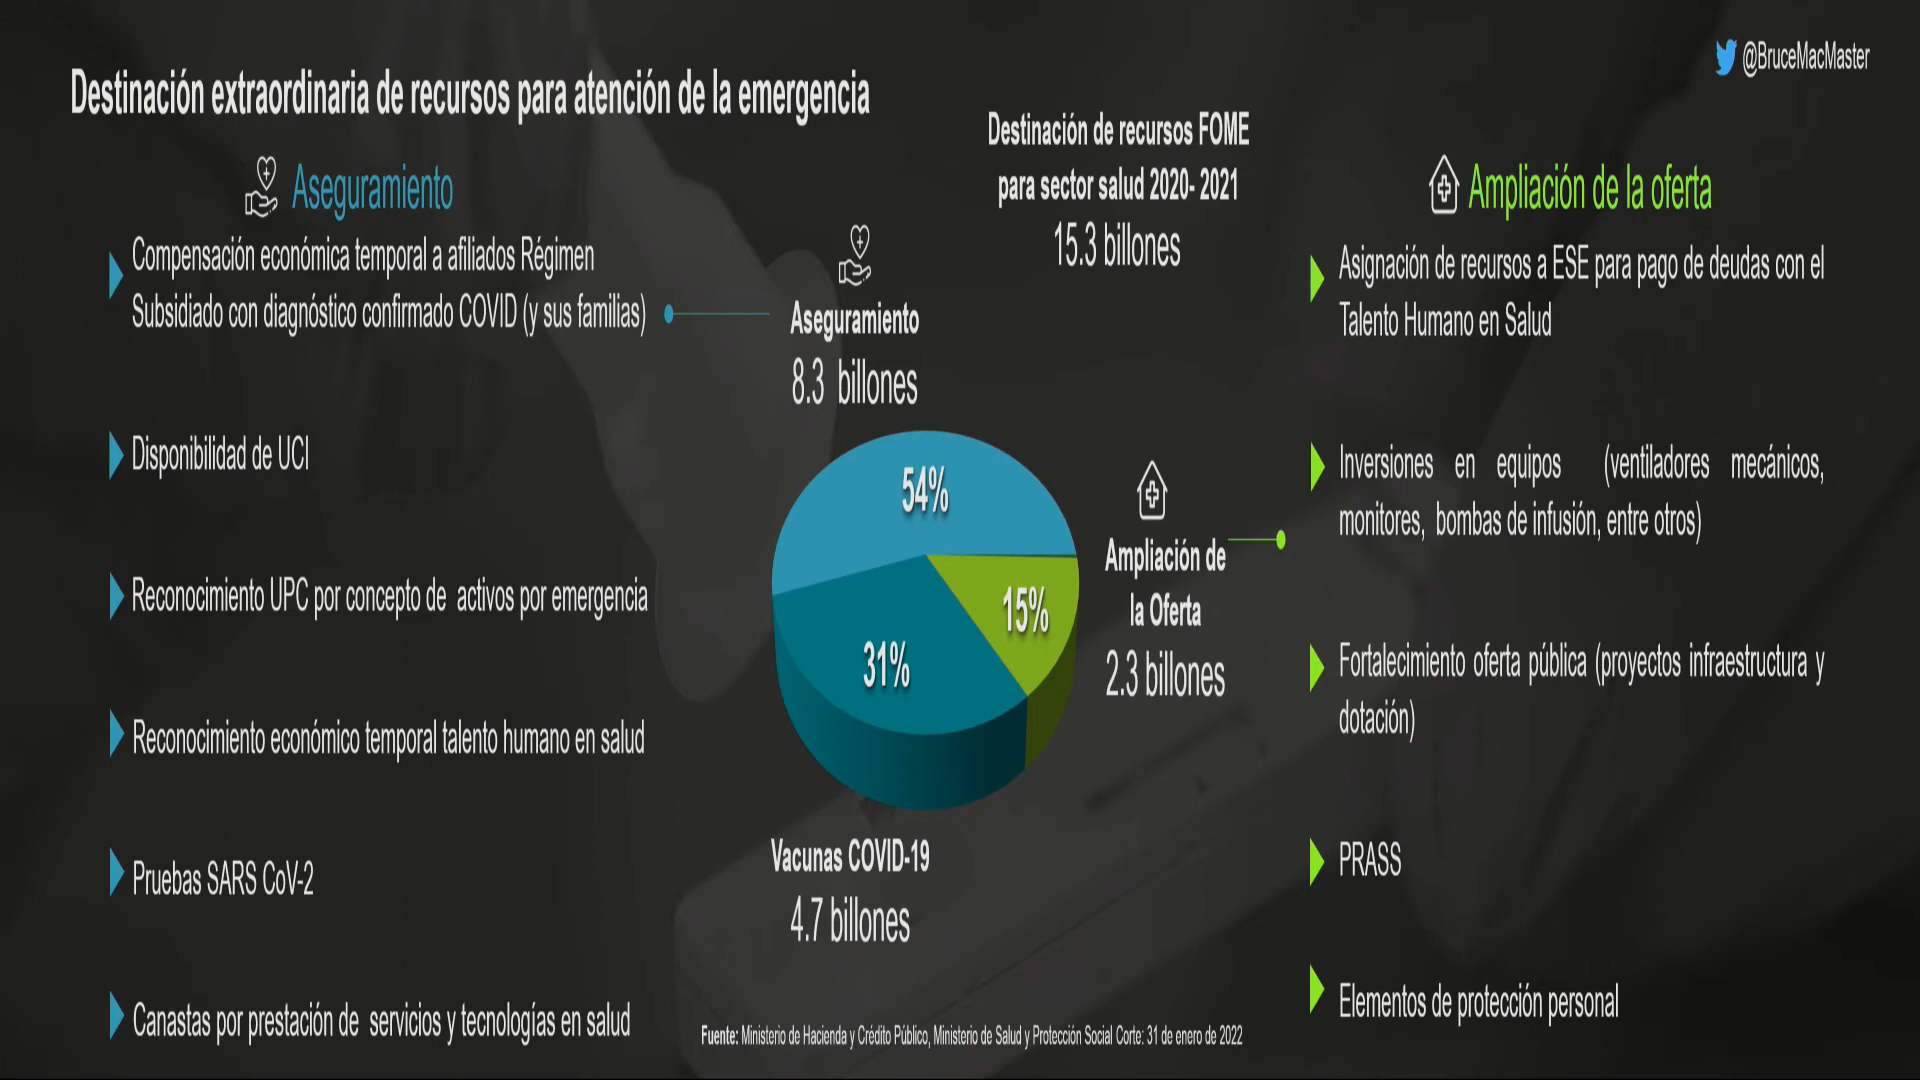 @BruceMacMaster
Destinación extraordinaria de recursos para atención de la emergencia
Aseguramiento
Compensación económica temporal a afiliados Régimen
Subsidiado con diagnóstico confirmado COVID (y sus familias)
Disponibilidad de UCI
Reconocimiento UPC por concepto de activos por emergencia
Reconocimiento económico temporal talento humano en salud
Pruebas SARS CoV-2
Canastas por prestación de servicios y tecnologías en salud
Destinación de recursos FOME
para sector salud 2020- 2021
15.3 billones
Aseguramiento
8.3 billones
54%
15%
31%
Ampliación de
la Oferta
2.3 billones
Vacunas COVID-19
4.7 billones
Fuente: Ministerio de Hacienda y Crédito Público, Ministerio de Salud y Protección Social Corte: 31 de enero de 2022
Ampliación de la oferta
Asignación de recursos a ESE para pago de deudas con el
Talento Humano en Salud
Inversiones en equipos (ventiladores mecánicos,
monitores, bombas de infusión, entre otros)
Fortalecimiento oferta pública (proyectos infraestructura y
dotación)
PRASS
Elementos de protección personal